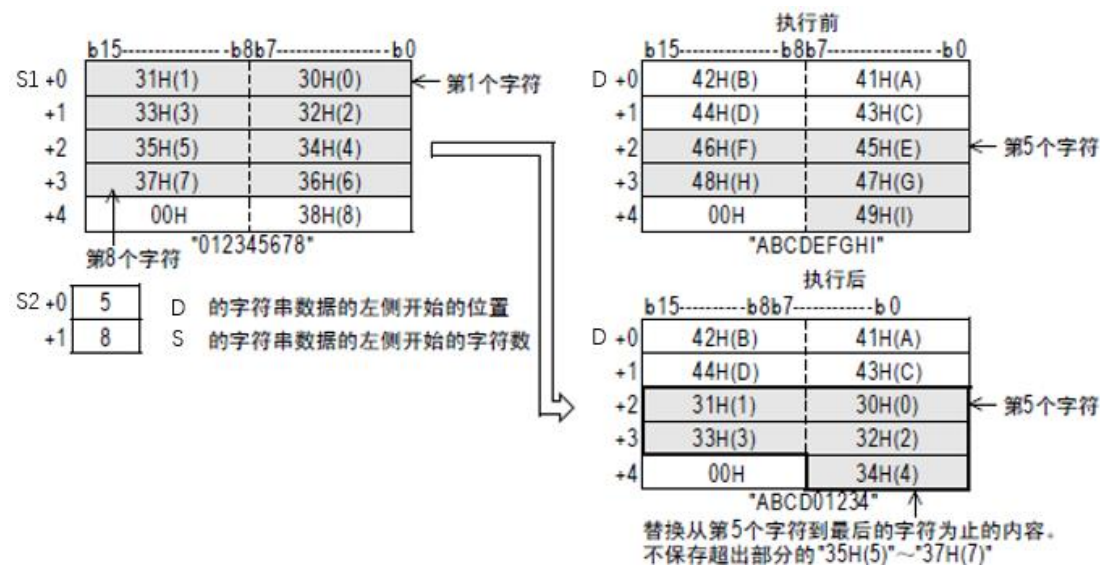 b15----------------b8b7----------------b0
S1 +0 31H(1) 30H(0) 第1个字符
+1 33H(3) 32H(2)
+2 35H(5) 34H(4)
+3 37H(7) 36H(6)
+4 00H 38H(8)
"012345678"
第8个字符
S2 +0 5 D 的字符串数据的左侧开始的位置
+1 8 S 的字符串数据的左侧开始的字符数
执行前
b15----------------b8b7----------------b0
D +0 42H(B) 41H(A)
+1 44H(D) 43H(C)
+2 46H(F) 45H(E) 第5个字符
+3 48H(H) 47H(G)
+4 00H 49H(I)
"ABCDEFGHI"
执行后
b15----------b8b7-----------b0
D +0 42H(B) 41H(A)
+1 44H(D) 43H(C)
+2 31H(1) 30H(0) 第5个字符
+3 33H(3) 32H(2)
+4 00H 34H(4)
"ABCD01234"
替换从第5个字符到最后的字符为止的内容。
不保存超出部分的"35H(5)"～"37H(7)"